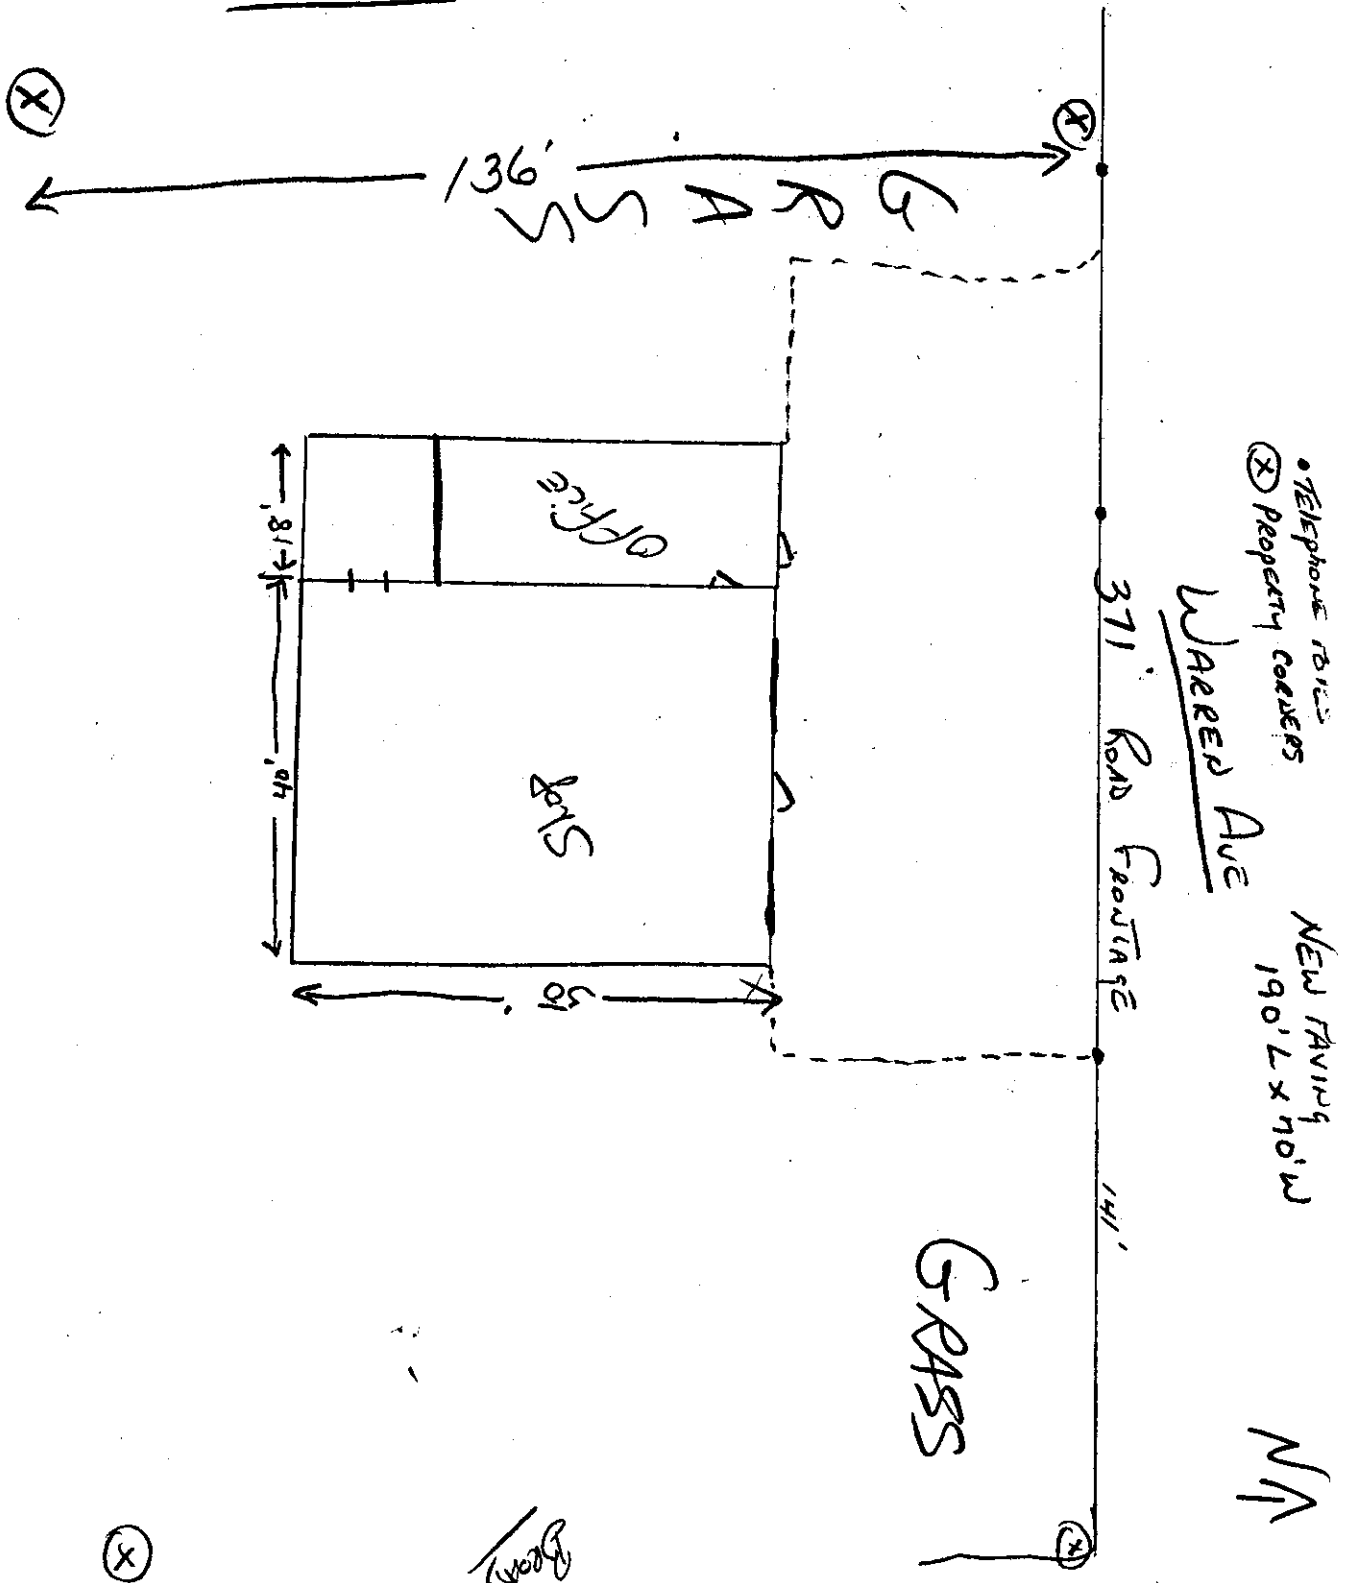 N
NEW PAVING
190' L x 70' W
• TELEPHONE POLES
(X) PROPERTY CORNERS
WARREN AVE
371' ROAD FRONTAGE
141'
X
X
GRASS
GRASS
136'
OFFICE
SHOP
50'
18'
40'
X
X